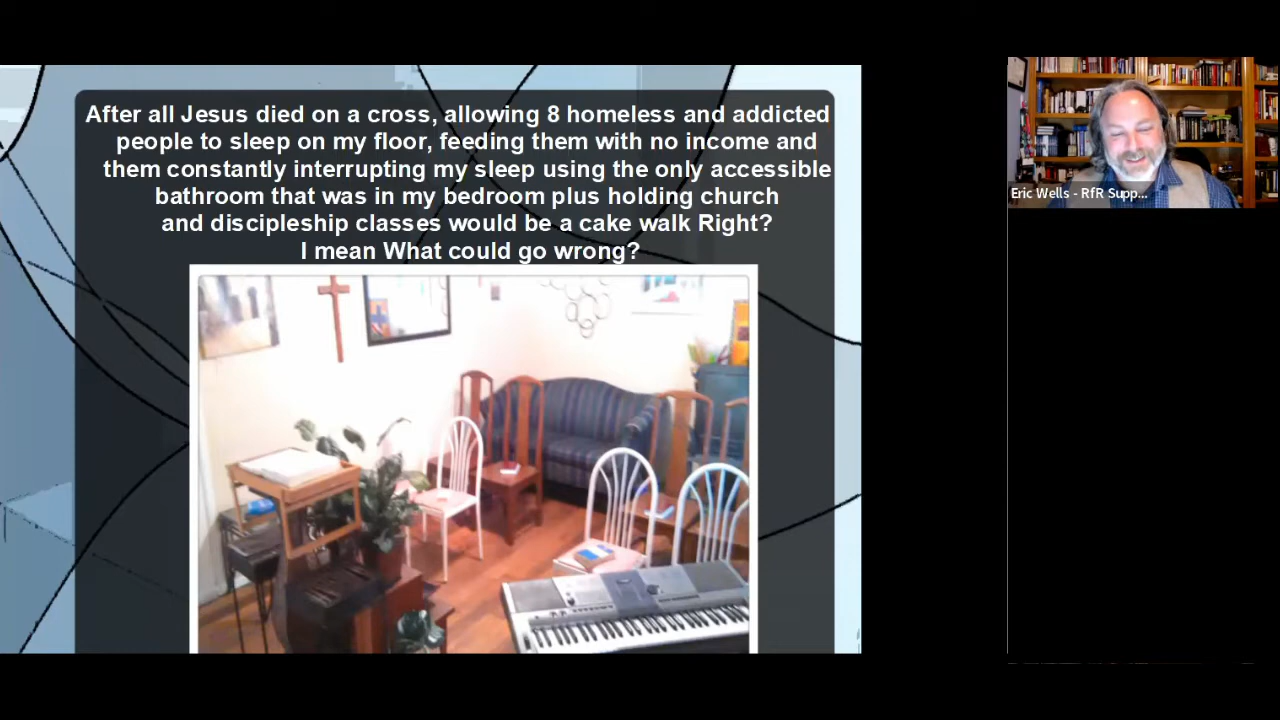 After all Jesus died on a cross, allowing 8 homeless and addicted
people to sleep on my floor, feeding them with no income and
them constantly interrupting my sleep using the only accessible
bathroom that was in my bedroom plus holding church
and discipleship classes would be a cake walk Right?
I mean What could go wrong?
Eric Wells - RfR Supp...